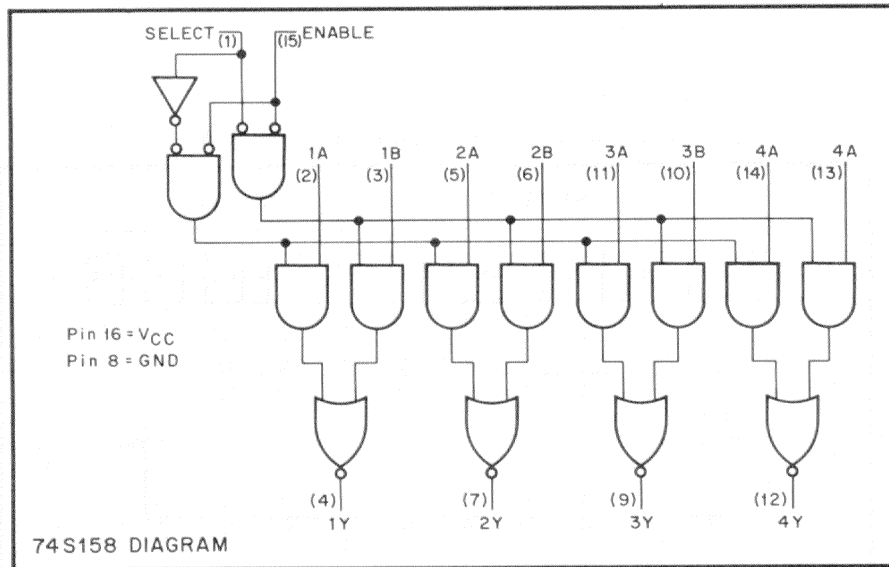 SELECT (1) (15) ENABLE
1A 1B 2A 2B 3A 3B 4A 4A
(2) (3) (5) (6) (11) (10) (14) (13)
Pin 16 = VCC
Pin 8 = GND
(4) (7) (9) (12)
1Y 2Y 3Y 4Y
74S158 DIAGRAM